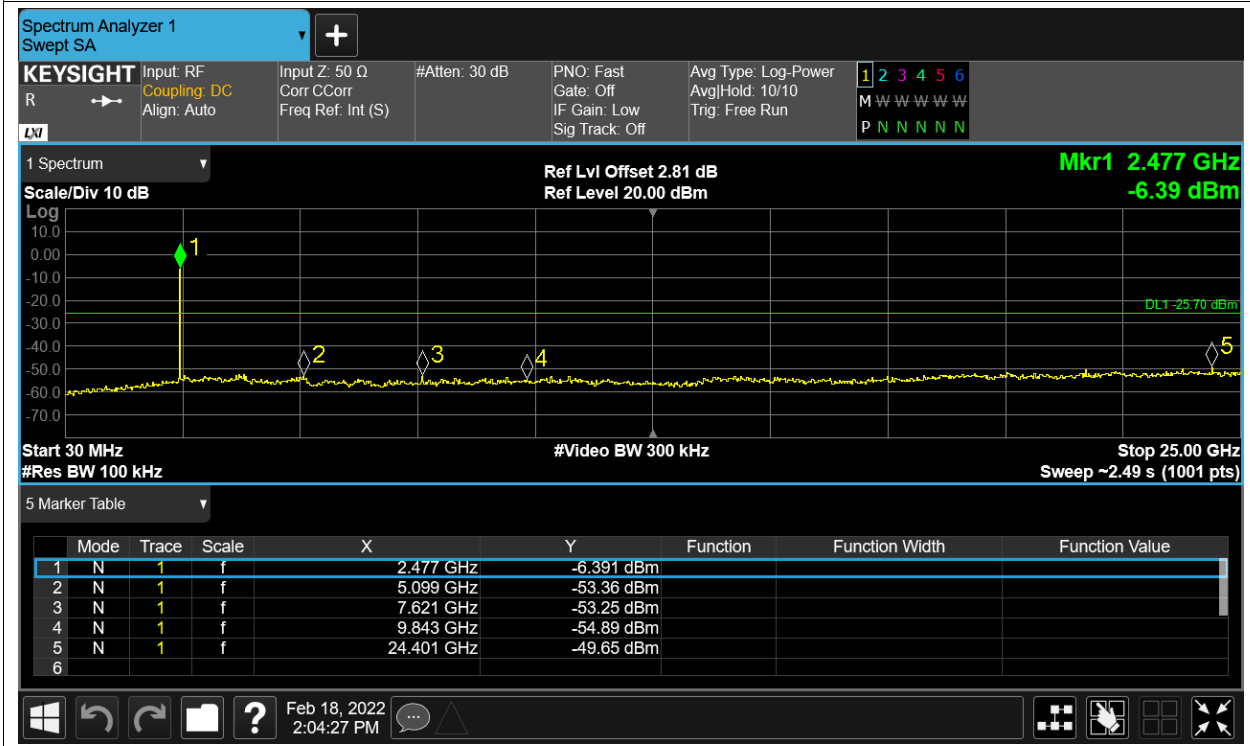 Spectrum Analyzer 1
Swept SA
+
KEYSIGHT
R
LXI
Input: RF
Coupling: DC
Align: Auto
Input Z: 50 Ω
Corr CCorr
Freq Ref: Int (S)
#Atten: 30 dB
PNO: Fast
Gate: Off
IF Gain: Low
Sig Track: Off
Avg Type: Log-Power
Avg|Hold: 10/10
Trig: Free Run
1 2 3 4 5 6
M W W W W W
P N N N N N
1 Spectrum
Scale/Div 10 dB
Ref Lvl Offset 2.81 dB
Ref Level 20.00 dBm
Mkr1 2.477 GHz
-6.39 dBm
Log
10.0
0.00
-10.0
-20.0
-30.0
-40.0
-50.0
-60.0
-70.0
1
2
3
4
5
DL1 -25.70 dBm
Start 30 MHz
#Res BW 100 kHz
#Video BW 300 kHz
Stop 25.00 GHz
Sweep ~2.49 s (1001 pts)
5 Marker Table
Mode Trace Scale X Y Function Function Width Function Value
1 N 1 f 2.477 GHz -6.391 dBm
2 N 1 f 5.099 GHz -53.36 dBm
3 N 1 f 7.621 GHz -53.25 dBm
4 N 1 f 9.843 GHz -54.89 dBm
5 N 1 f 24.401 GHz -49.65 dBm
6
?
Feb 18, 2022
2:04:27 PM